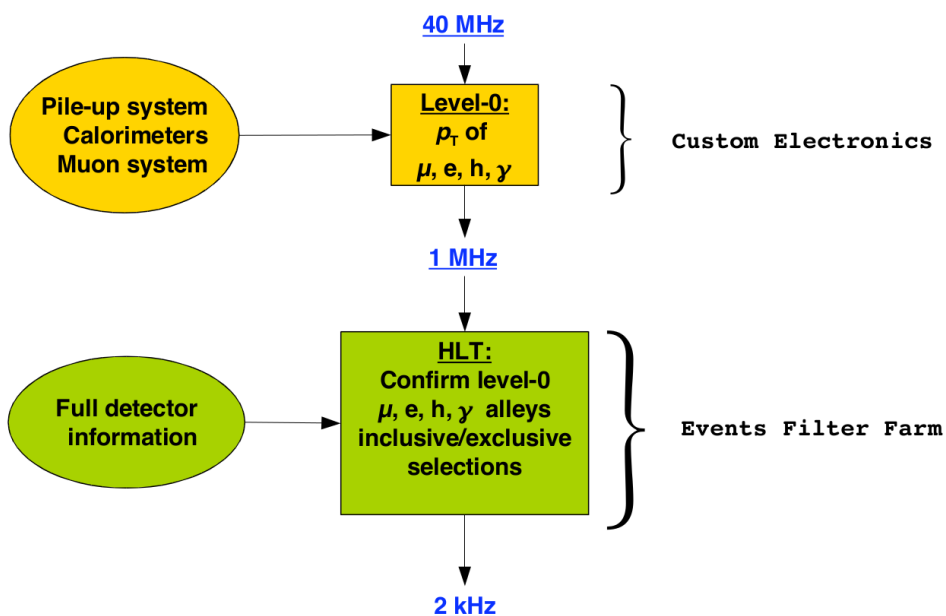 40 MHz
Pile-up system
Calorimeters
Muon system
Level-0:
pT of
μ, e, h, γ
Custom Electronics
1 MHz
Full detector
information
HLT:
Confirm level-0
μ, e, h, γ alleys
inclusive/exclusive
selections
Events Filter Farm
2 kHz